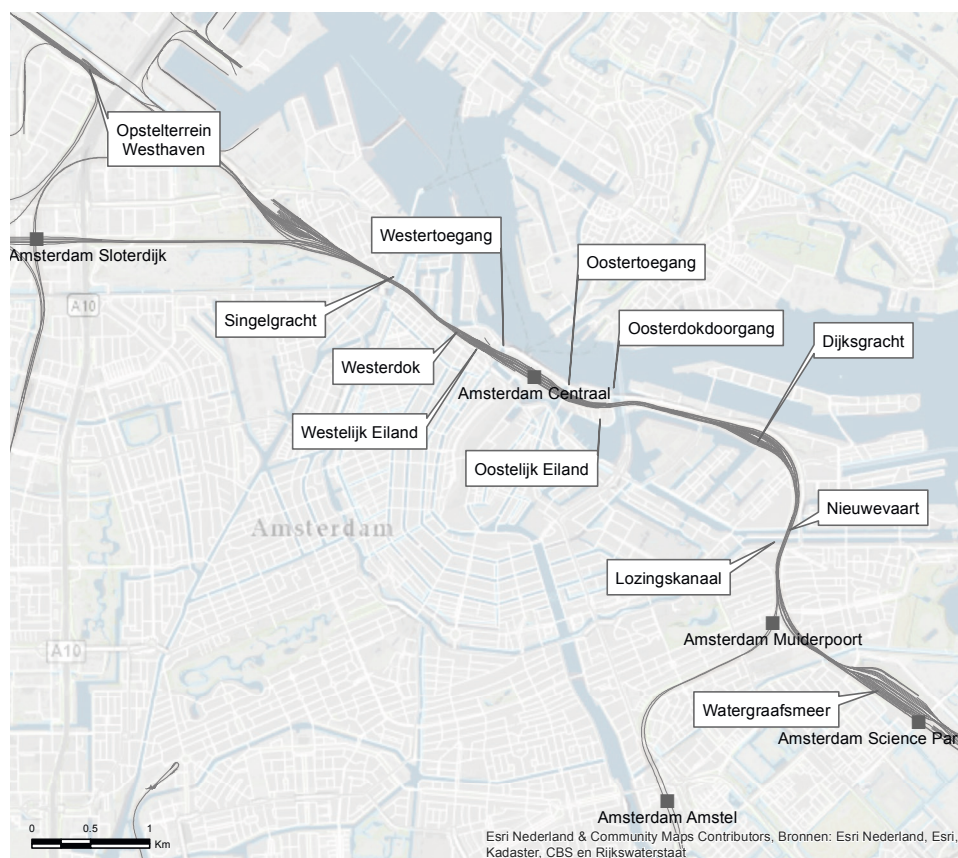 Opstelterrein
Westhaven
Westertoegang
Oostertoegang
Amsterdam Sloterdijk
A10
Singelgracht
Oosterdokdoorgang
Dijksgracht
Westerdok
Amsterdam Centraal
Westelijk Eiland
Oostelijk Eiland
Amsterdam
Nieuwevaart
Lozingskanaal
Amsterdam Muiderpoort
A10
Watergraafsmeer
Amsterdam Science Par
Amsterdam Amstel
0 0.5 1
Km
Esri Nederland & Community Maps Contributors, Bronnen: Esri Nederland, Esri,
Kadaster, CBS en Rijkswaterstaat